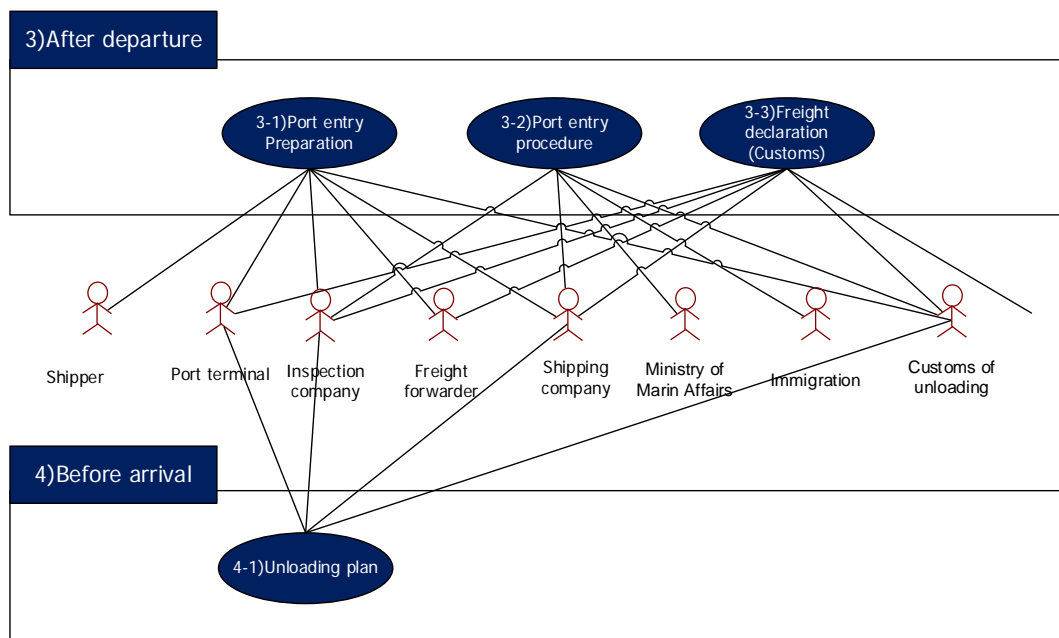 3)After departure
3-1)Port entry
Preparation
3-2)Port entry
procedure
3-3)Freight
declaration
(Customs)
Shipper
Port terminal
Inspection
company
Freight
forwarder
Shipping
company
Ministry of
Marin Affairs
Immigration
Customs of
unloading
4)Before arrival
4-1)Unloading plan